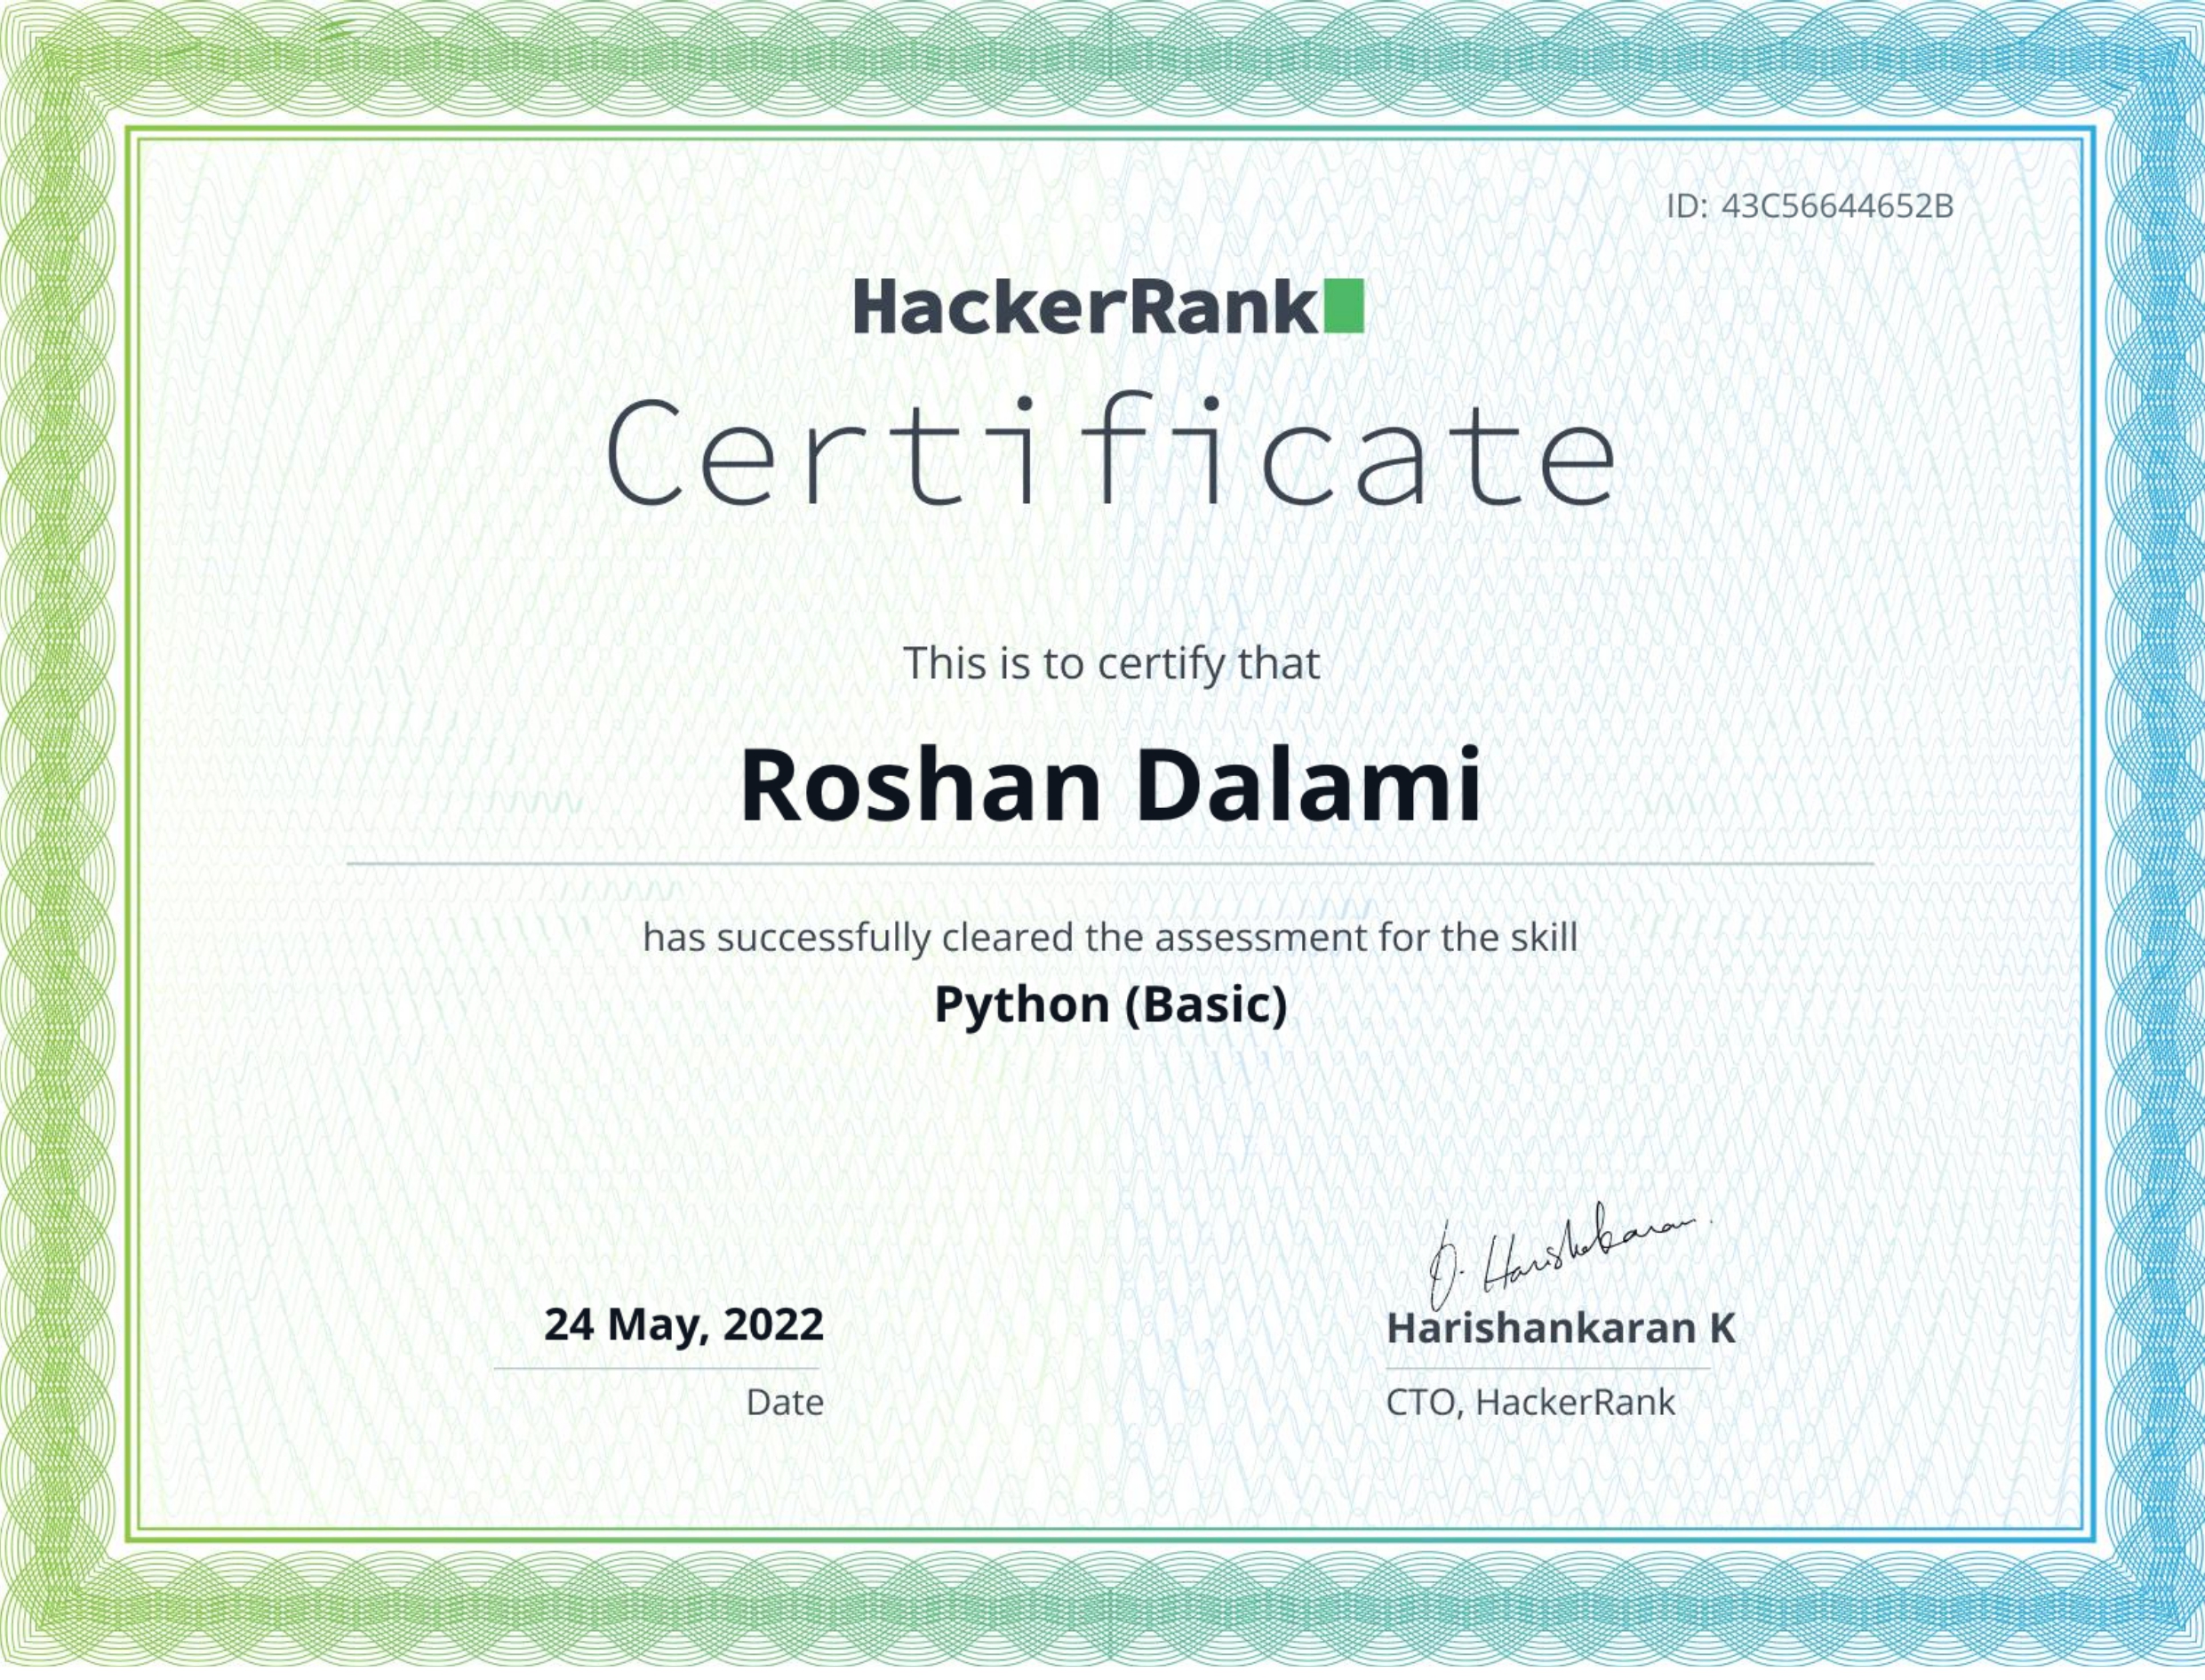 ID: 43C56644652B
HackerRank
Certificate
This is to certify that
Roshan Dalami
has successfully cleared the assessment for the skill
Python (Basic)
D. Harishankaran
24 May, 2022
Harishankaran K
Date
CTO, HackerRank